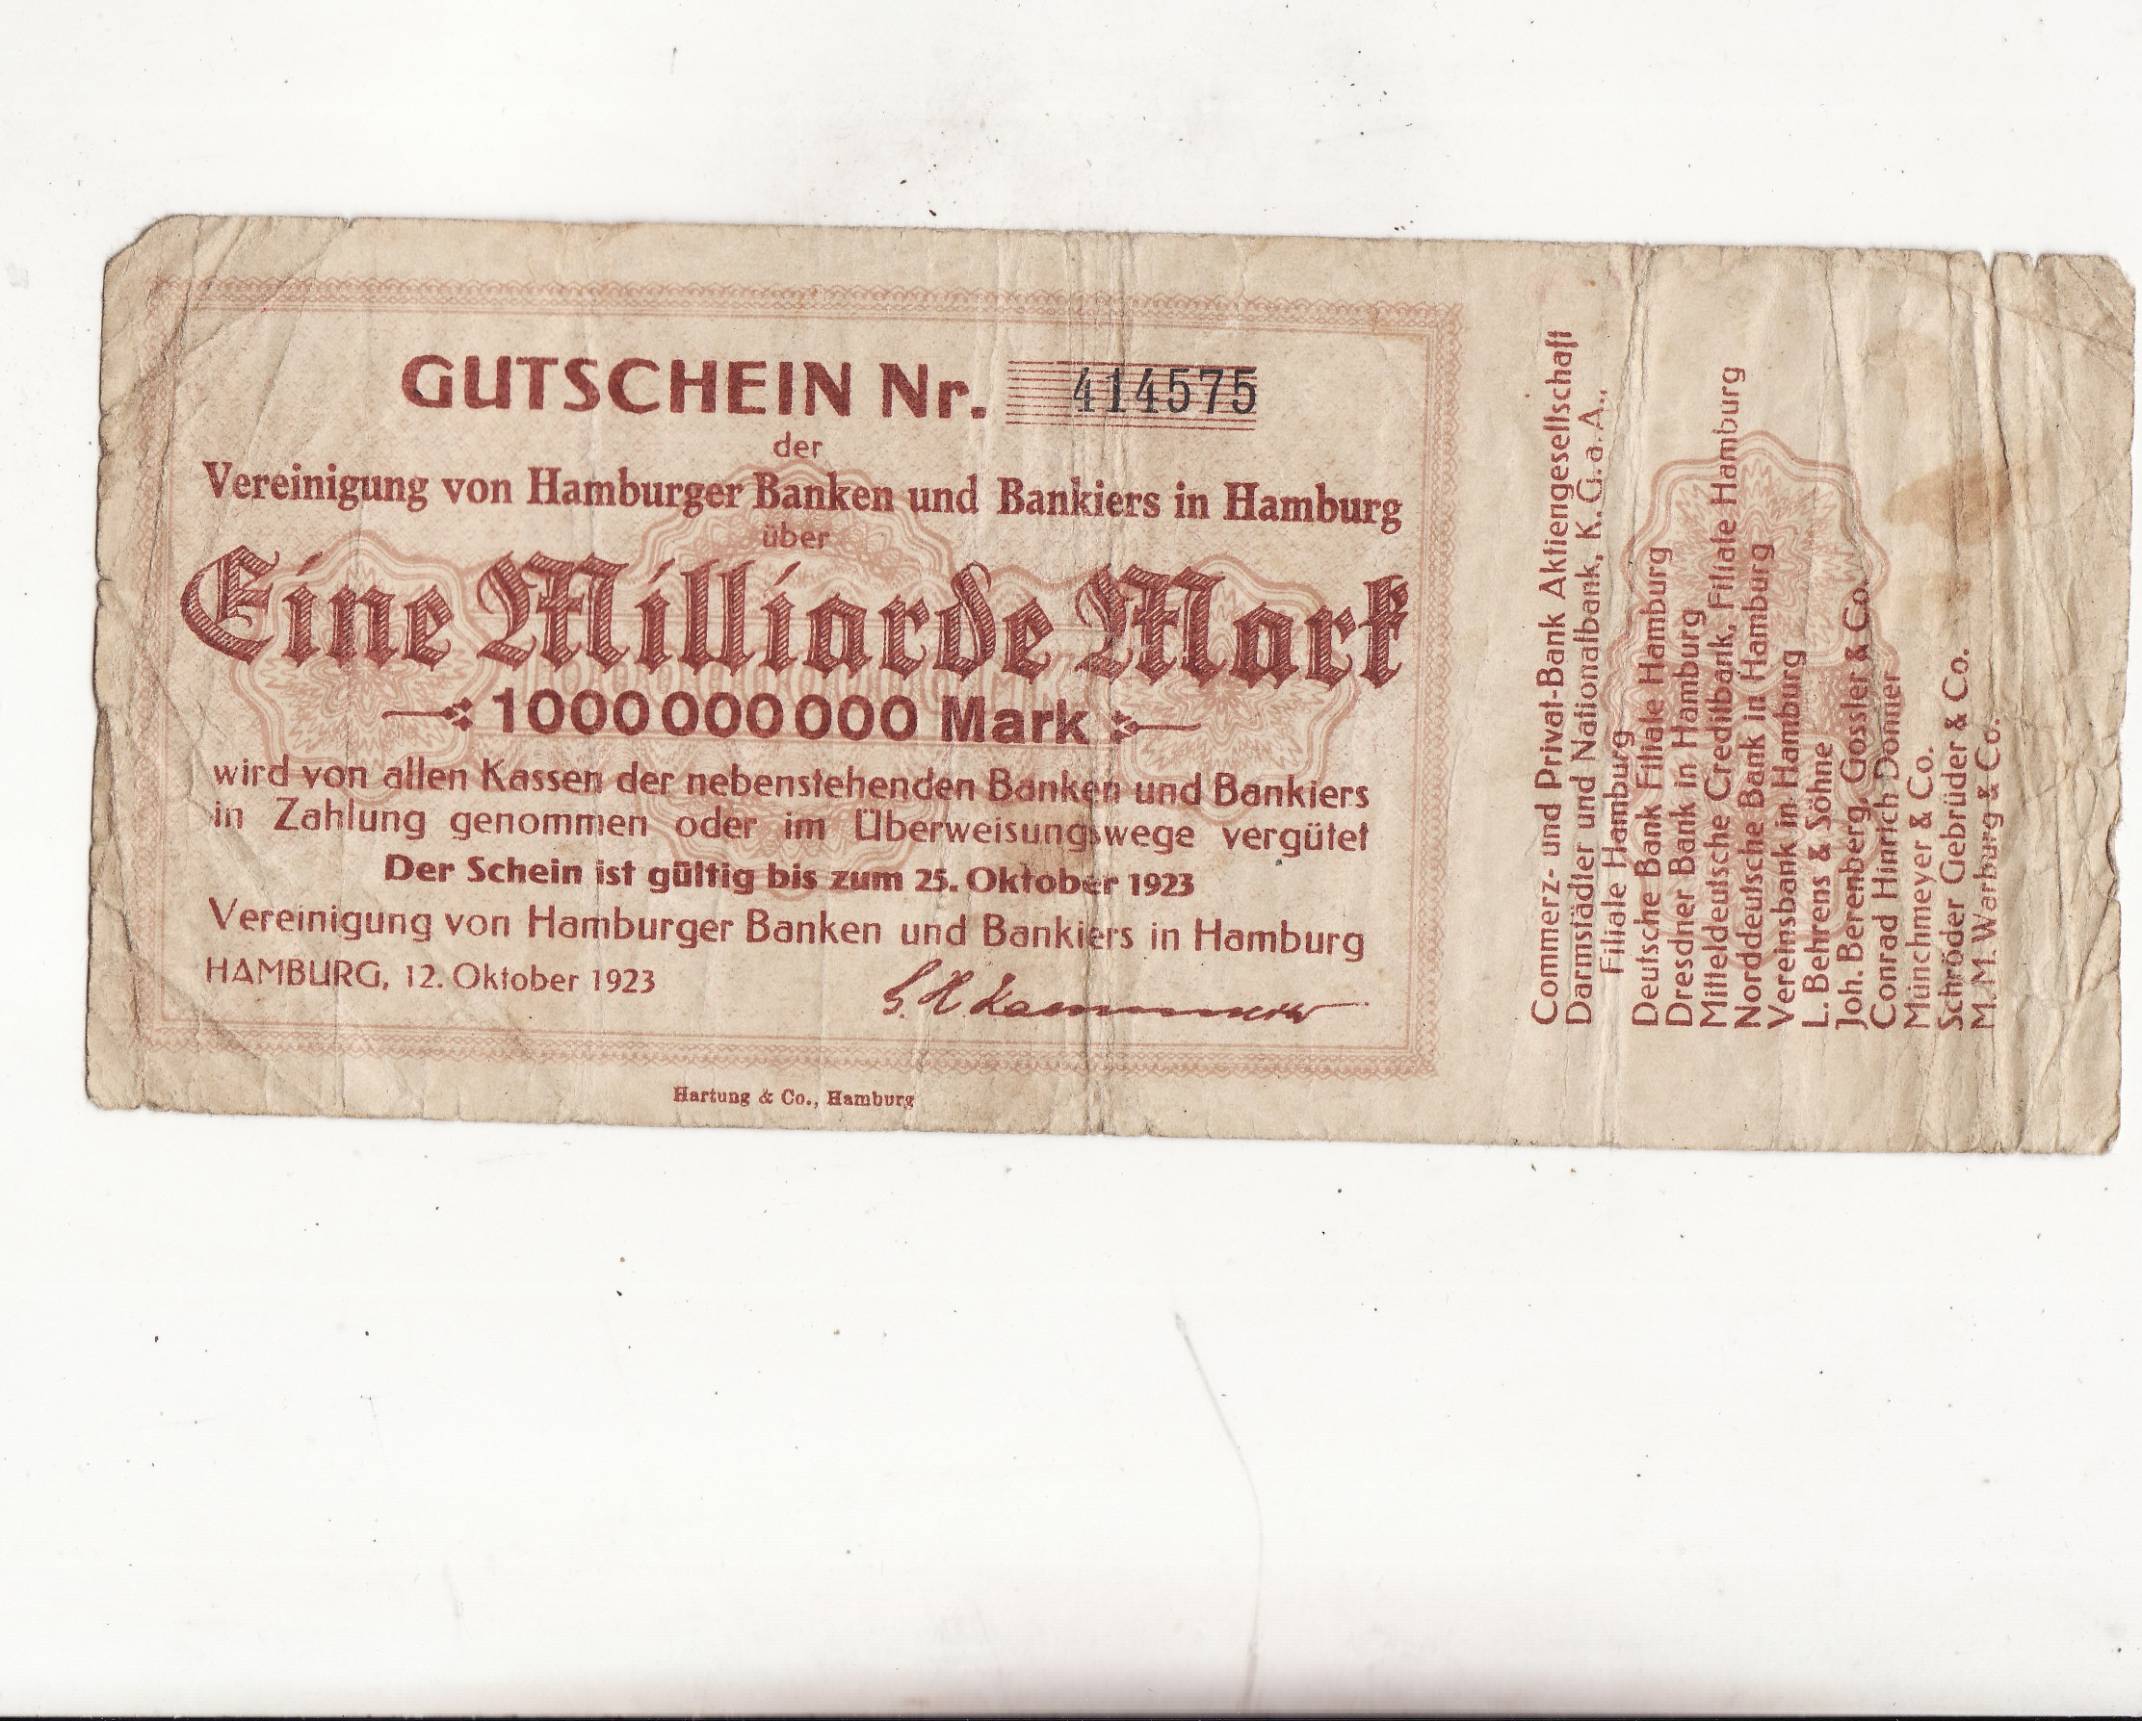 GUTSCHEIN Nr. 414575
der
Vereinigung von Hamburger Banken und Bankiers in Hamburg
über
Eine Milliarde Mark
1000000000 Mark
wird von allen Kassen der nebenstehenden Banken und Bankiers
in Zahlung genommen oder im Überweisungswege vergütet
Der Schein ist gültig bis zum 25. Oktober 1923
Vereinigung von Hamburger Banken und Bankiers in Hamburg
HAMBURG, 12. Oktober 1923
Hartung & Co., Hamburg
Commerz- und Privat-Bank Aktiengesellschaft
Darmstädter und Nationalbank, K. G. a. A.,
Filiale Hamburg
Deutsche Bank Filiale Hamburg
Dresdner Bank in Hamburg
Mitteldeutsche Creditbank, Filiale Hamburg
Norddeutsche Bank in Hamburg
Vereinsbank in Hamburg
L. Behrens & Söhne
Joh. Berenberg, Gossler & Co.
Conrad Hinrich Donner
Münchmeyer & Co.
Schröder Gebrüder & Co.
M. M. Warburg & Co.